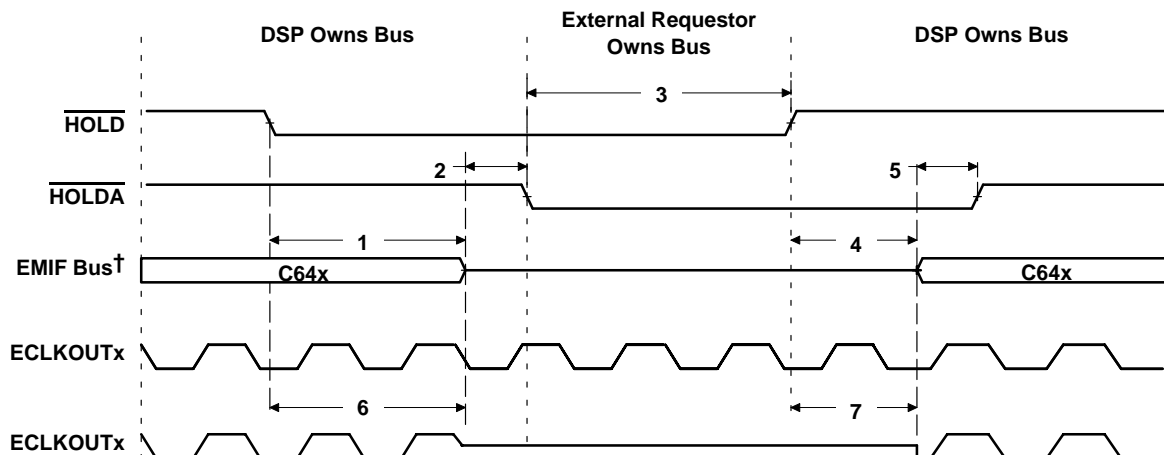 DSP Owns Bus
External Requestor
Owns Bus
DSP Owns Bus
3
HOLD
2
5
HOLDA
1
4
EMIF Bus†
C64x
C64x
ECLKOUTx
6
7
ECLKOUTx